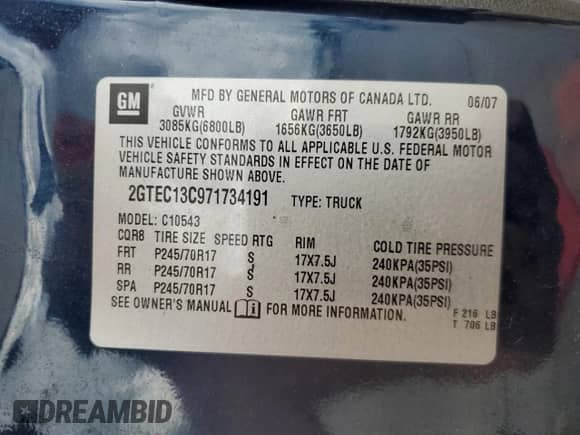 GM MFD BY GENERAL MOTORS OF CANADA LTD. 06/07
GVWR GAWR FRT GAWR RR
3085KG(6800LB) 1656KG(3650LB) 1792KG(3950LB)
THIS VEHICLE CONFORMS TO ALL APPLICABLE U.S. FEDERAL MOTOR
VEHICLE SAFETY STANDARDS IN EFFECT ON THE DATE OF
MANUFACTURE SHOWN ABOVE.
2GTEC13C971734191 TYPE: TRUCK
MODEL: C10543
CQR8 TIRE SIZE SPEED RTG RIM COLD TIRE PRESSURE
FRT P245/70R17 S 17X7.5J 240KPA(35PSI)
RR P245/70R17 S 17X7.5J 240KPA(35PSI)
SPA P245/70R17 S 17X7.5J 240KPA(35PSI)
SEE OWNER'S MANUAL FOR MORE INFORMATION.
F 216 LB
T 706 LB
DREAMBID